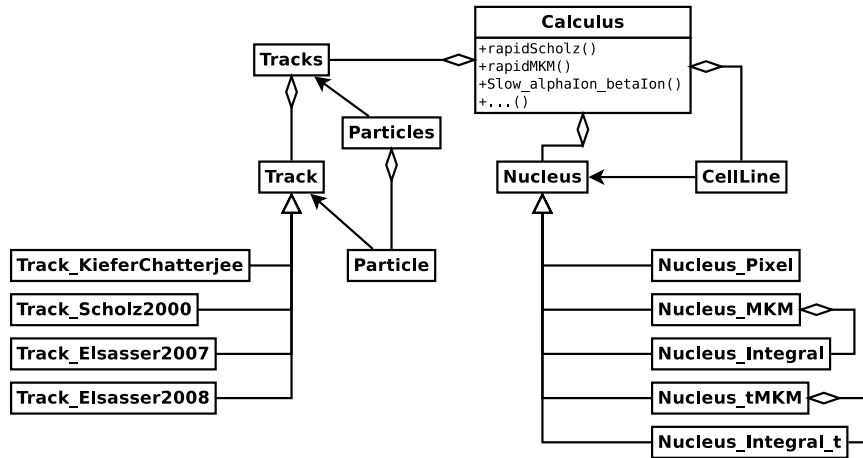 Calculus
+rapidScholz()
+rapidMKM()
+Slow_alphaIon_betaIon()
+...()
Tracks
Particles
Track
Nucleus
CellLine
Particle
Track_KieferChatterjee
Track_Scholz2000
Track_Elsasser2007
Track_Elsasser2008
Nucleus_Pixel
Nucleus_MKM
Nucleus_Integral
Nucleus_tMKM
Nucleus_Integral_t